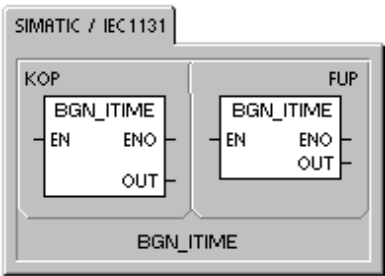 SIMATIC / IEC1131
KOP FUP
BGN_ITIME BGN_ITIME
EN ENO EN ENO
OUT OUT
BGN_ITIME